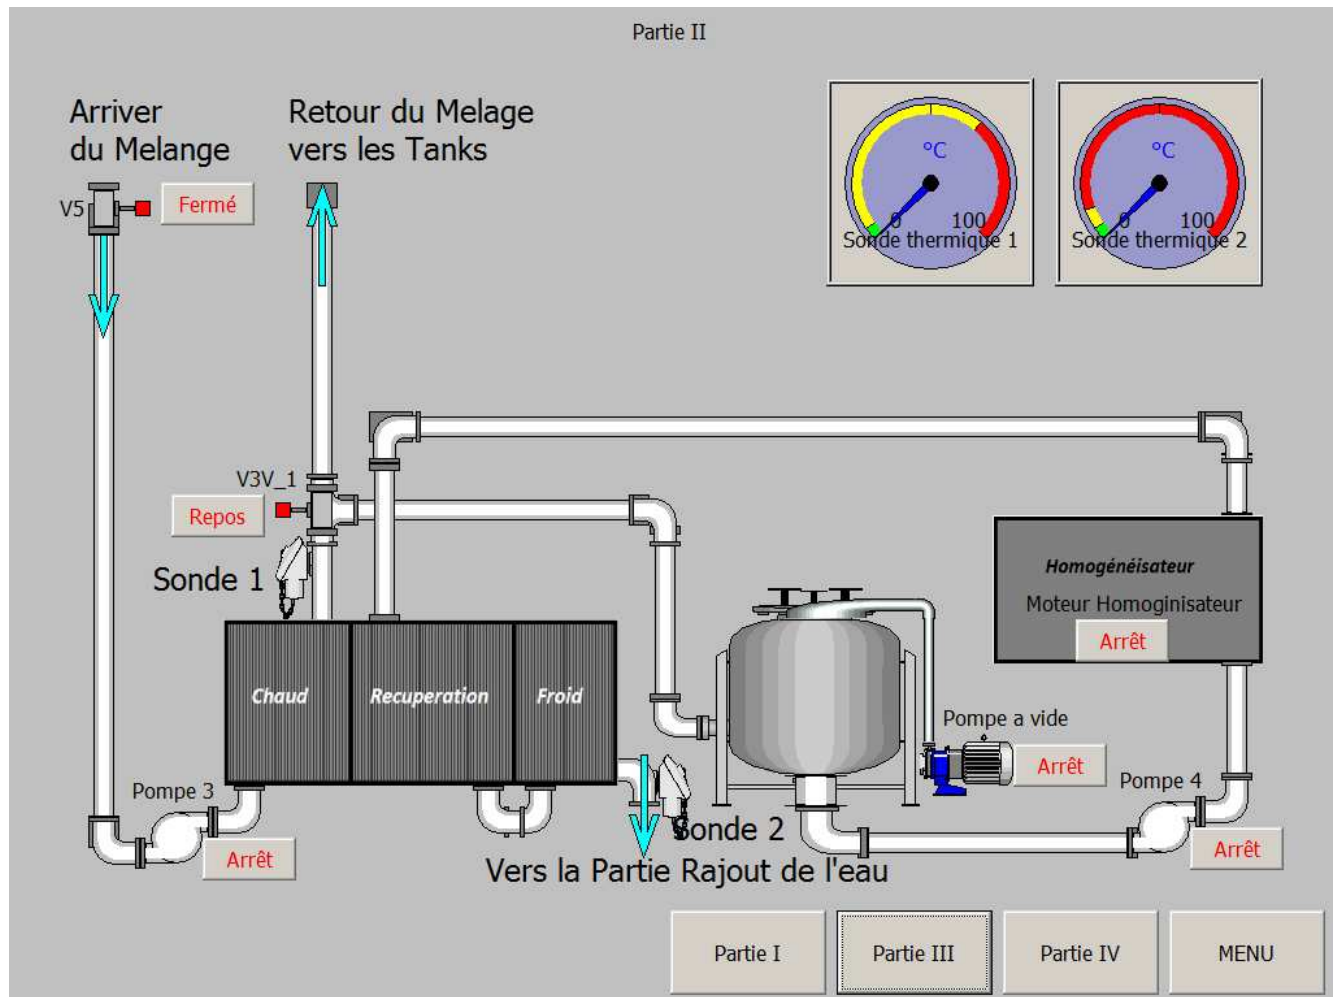 Partie II
Arriver
du Melange
Retour du Melage
vers les Tanks
°C
0 100
Sonde thermique 1
°C
0 100
Sonde thermique 2
V5
Fermé
V3V_1
Repos
Sonde 1
Homogénéisateur
Moteur Homoginisateur
Arrêt
Chaud
Recuperation
Froid
Pompe a vide
Arrêt
Pompe 3
Arrêt
Pompe 4
Arrêt
Sonde 2
Vers la Partie Rajout de l'eau
Partie I
Partie III
Partie IV
MENU